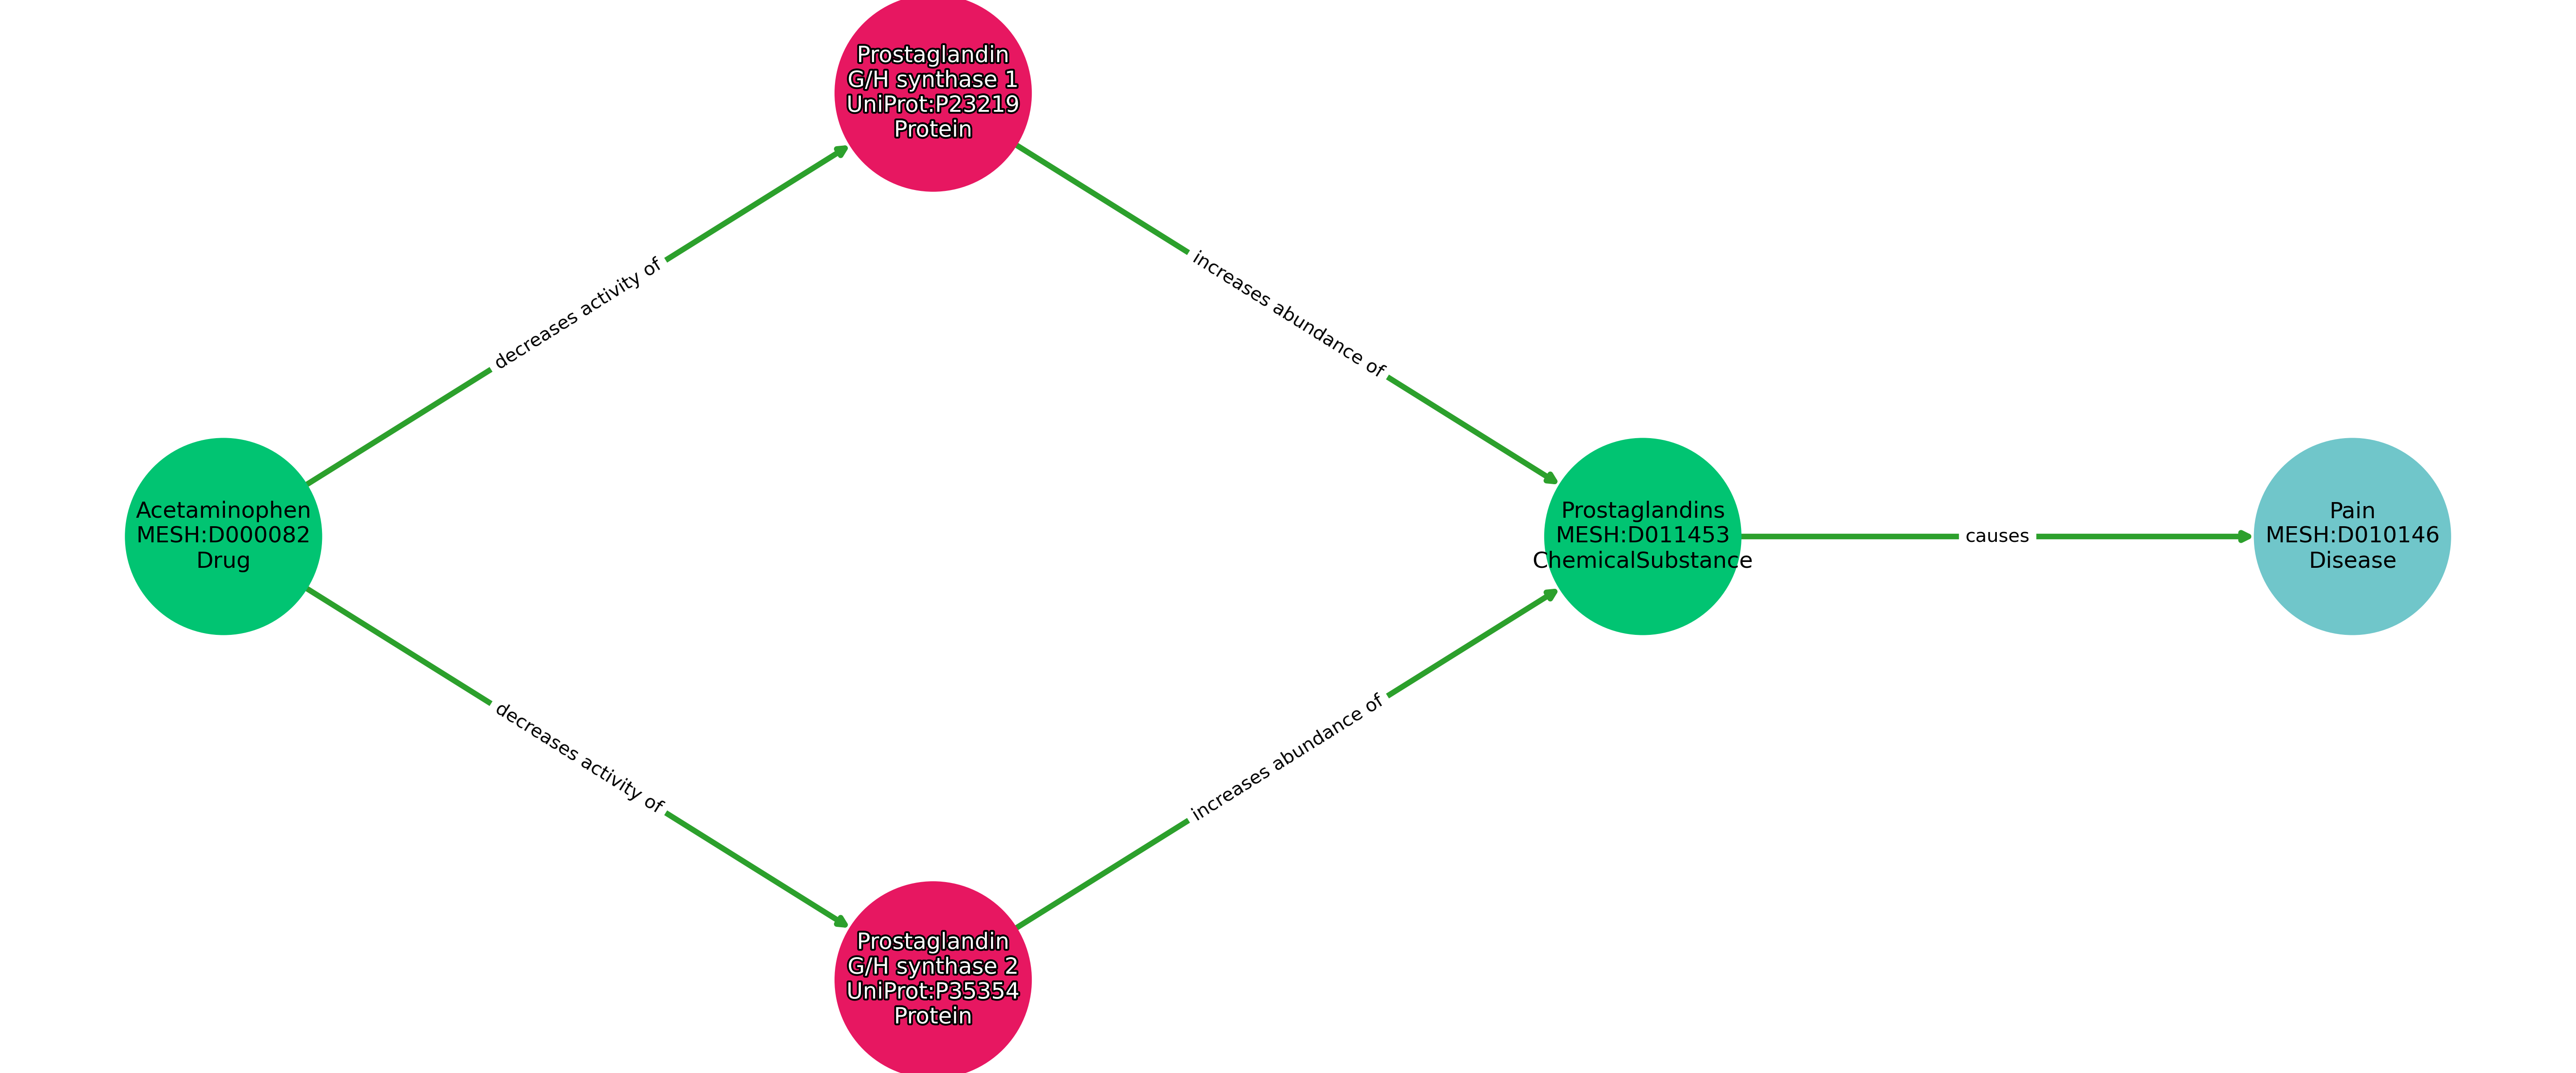 Prostaglandin
G/H synthase 1
UniProt:P23219
Protein
decreases activity of
increases abundance of
Acetaminophen
MESH:D000082
Drug
Prostaglandins
MESH:D011453
ChemicalSubstance
causes
Pain
MESH:D010146
Disease
decreases activity of
increases abundance of
Prostaglandin
G/H synthase 2
UniProt:P35354
Protein